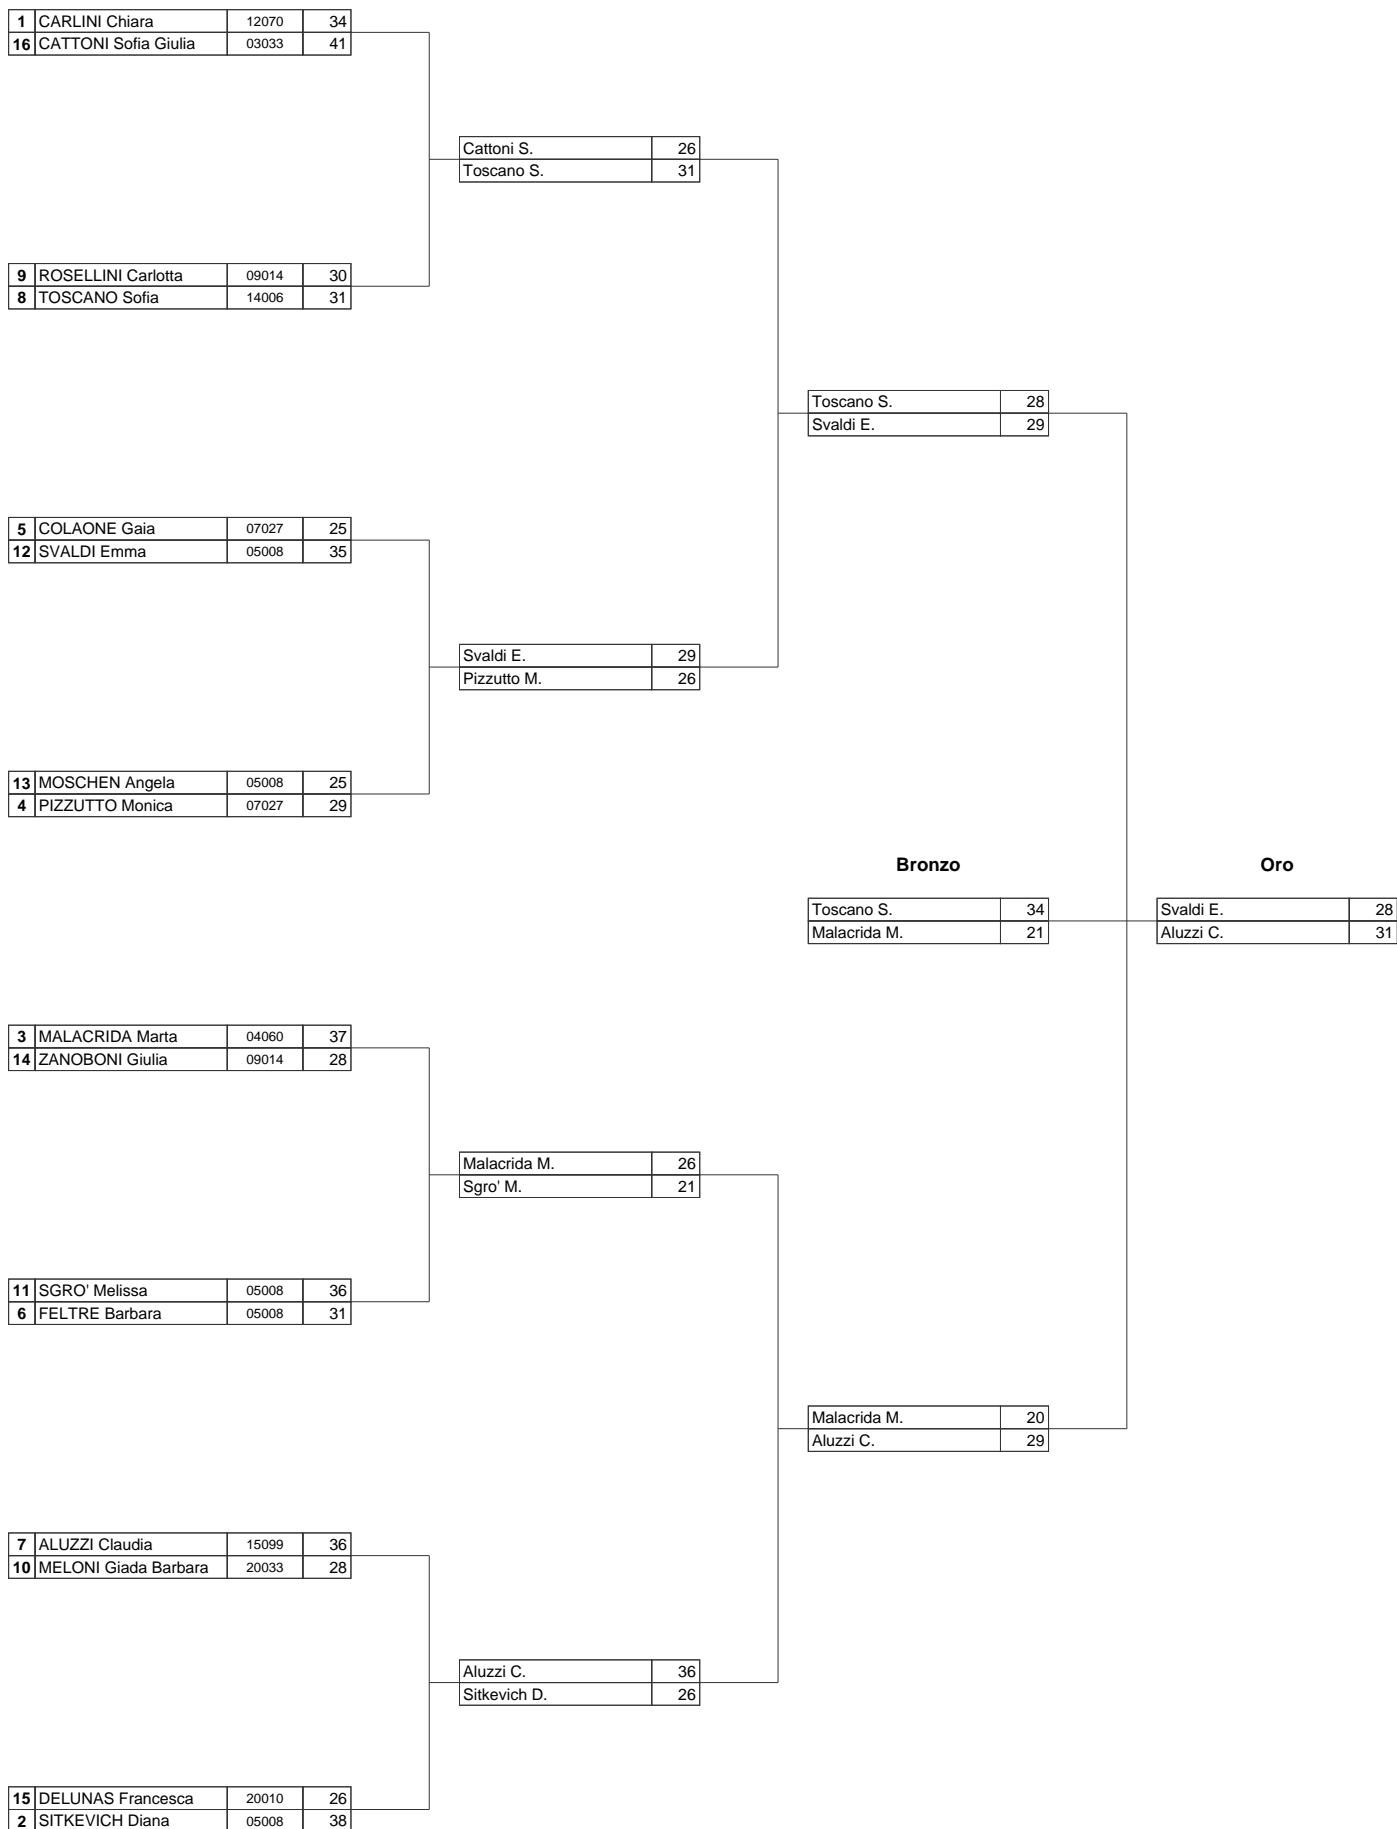 1 CARLINI Chiara 12070 34
16 CATTONI Sofia Giulia 03033 41
Cattoni S. 26
Toscano S. 31
9 ROSELLINI Carlotta 09014 30
8 TOSCANO Sofia 14006 31
Toscano S. 28
Svaldi E. 29
5 COLAONE Gaia 07027 25
12 SVALDI Emma 05008 35
Svaldi E. 29
Pizzutto M. 26
13 MOSCHEN Angela 05008 25
4 PIZZUTTO Monica 07027 29
Bronzo Oro
Toscano S. 34 Svaldi E. 28
Malacrida M. 21 Aluzzi C. 31
3 MALACRIDA Marta 04060 37
14 ZANOBONI Giulia 09014 28
Malacrida M. 26
Sgro' M. 21
11 SGRO' Melissa 05008 36
6 FELTRE Barbara 05008 31
Malacrida M. 20
Aluzzi C. 29
7 ALUZZI Claudia 15099 36
10 MELONI Giada Barbara 20033 28
Aluzzi C. 36
Sitkevich D. 26
15 DELUNAS Francesca 20010 26
2 SITKEVICH Diana 05008 38